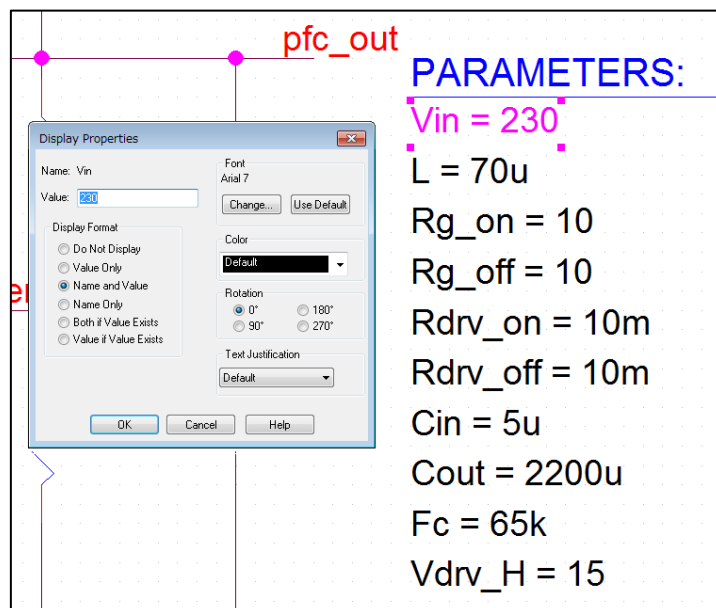 pfc_out
PARAMETERS:
Vin = 230
L = 70u
Rg_on = 10
Rg_off = 10
Rdrv_on = 10m
Rdrv_off = 10m
Cin = 5u
Cout = 2200u
Fc = 65k
Vdrv_H = 15
Display Properties
Name: Vin
Value: 230
Display Format
Do Not Display
Value Only
Name and Value
Name Only
Both if Value Exists
Value if Value Exists
Font
Arial 7
Change... Use Default
Color
Default
Rotation
0° 180°
90° 270°
Text Justification
Default
OK Cancel Help